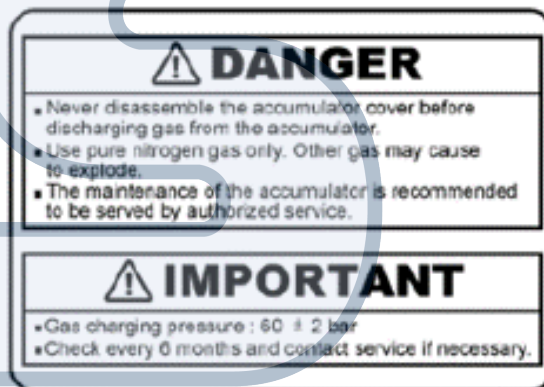 ⚠ DANGER
▪ Never disassemble the accumulator cover before
discharging gas from the accumulator.
▪ Use pure nitrogen gas only. Other gas may cause
to explode.
▪ The maintenance of the accumulator is recommended
to be served by authorized service.
⚠ IMPORTANT
▪ Gas charging pressure : 60 ± 2 bar
▪ Check every 6 months and contact service if necessary.